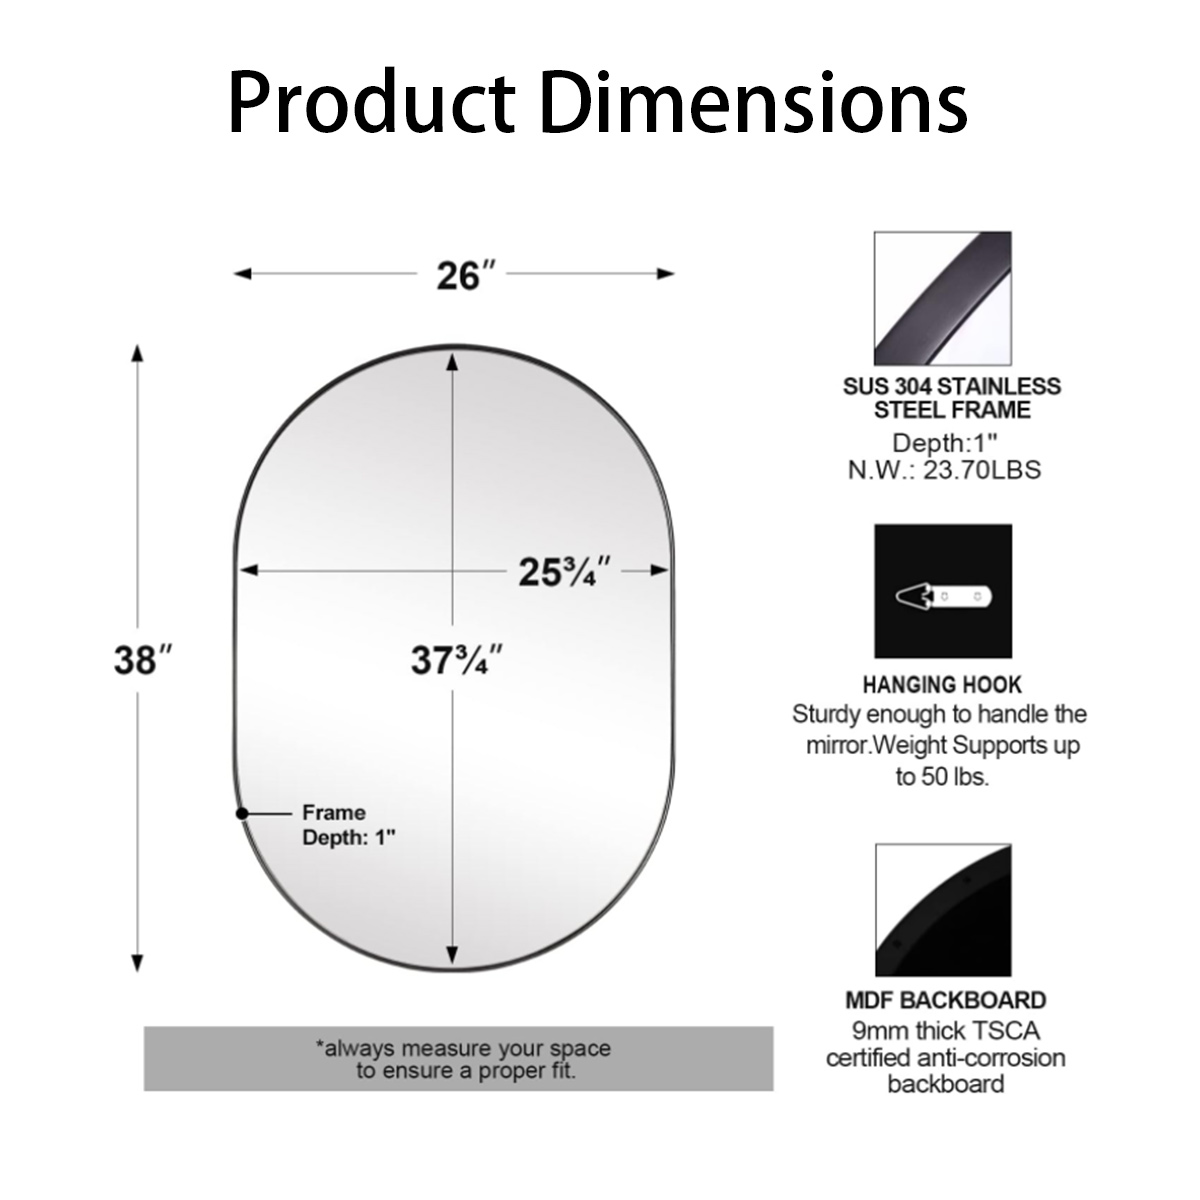 Product Dimensions
26″
38″
25¾″
37¾″
Frame
Depth: 1"
*always measure your space
to ensure a proper fit.
SUS 304 STAINLESS
STEEL FRAME
Depth:1"
N.W.: 23.70LBS
HANGING HOOK
Sturdy enough to handle the
mirror.Weight Supports up
to 50 lbs.
MDF BACKBOARD
9mm thick TSCA
certified anti-corrosion
backboard